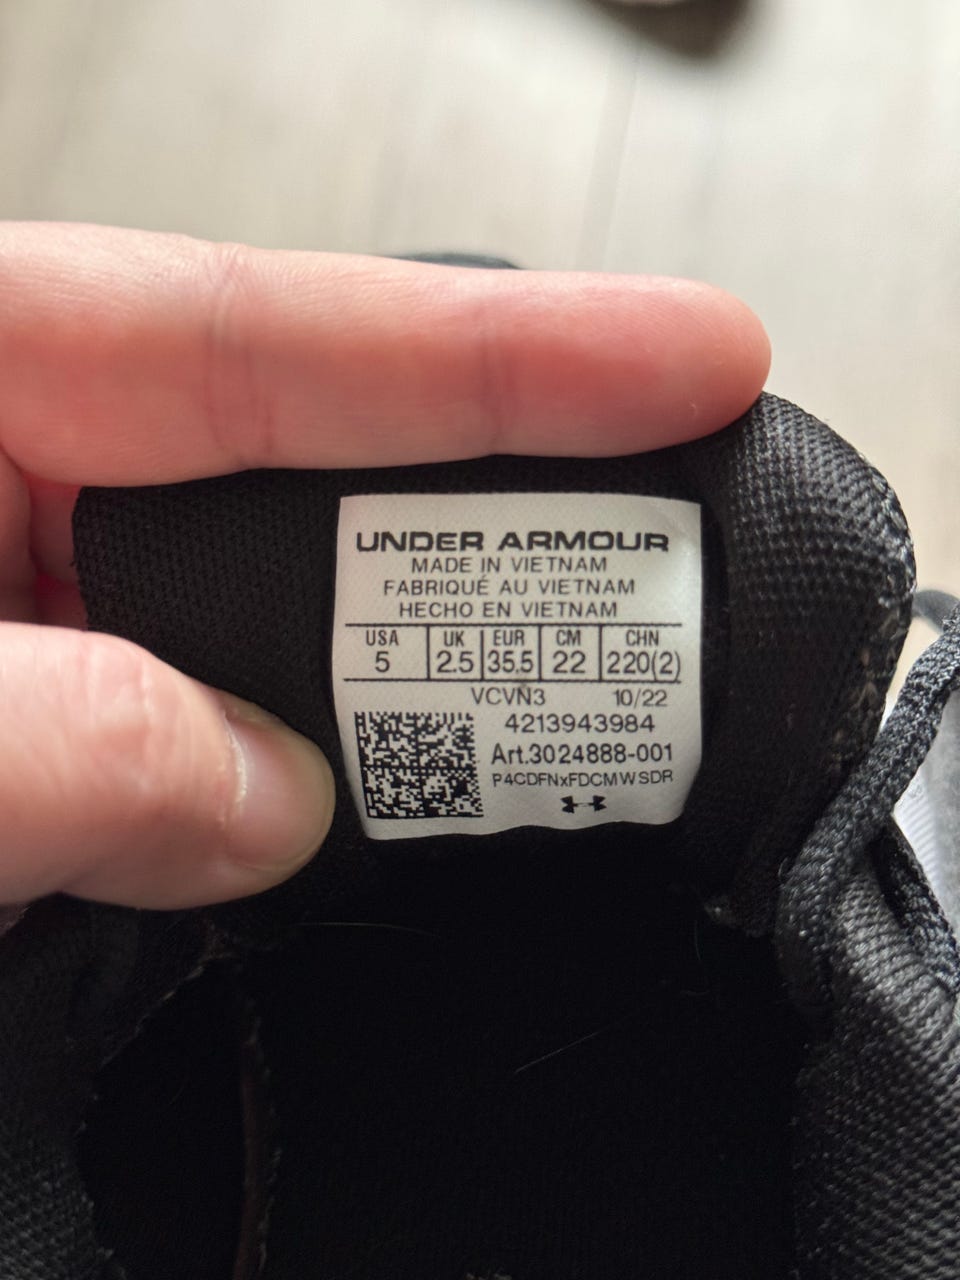 UNDER ARMOUR
MADE IN VIETNAM
FABRIQUÉ AU VIETNAM
HECHO EN VIETNAM
USA UK EUR CM CHN
5 2.5 35.5 22 220(2)
VCVN3 10/22
4213943984
Art.3024888-001
P4CDFNxFDCMWSDR